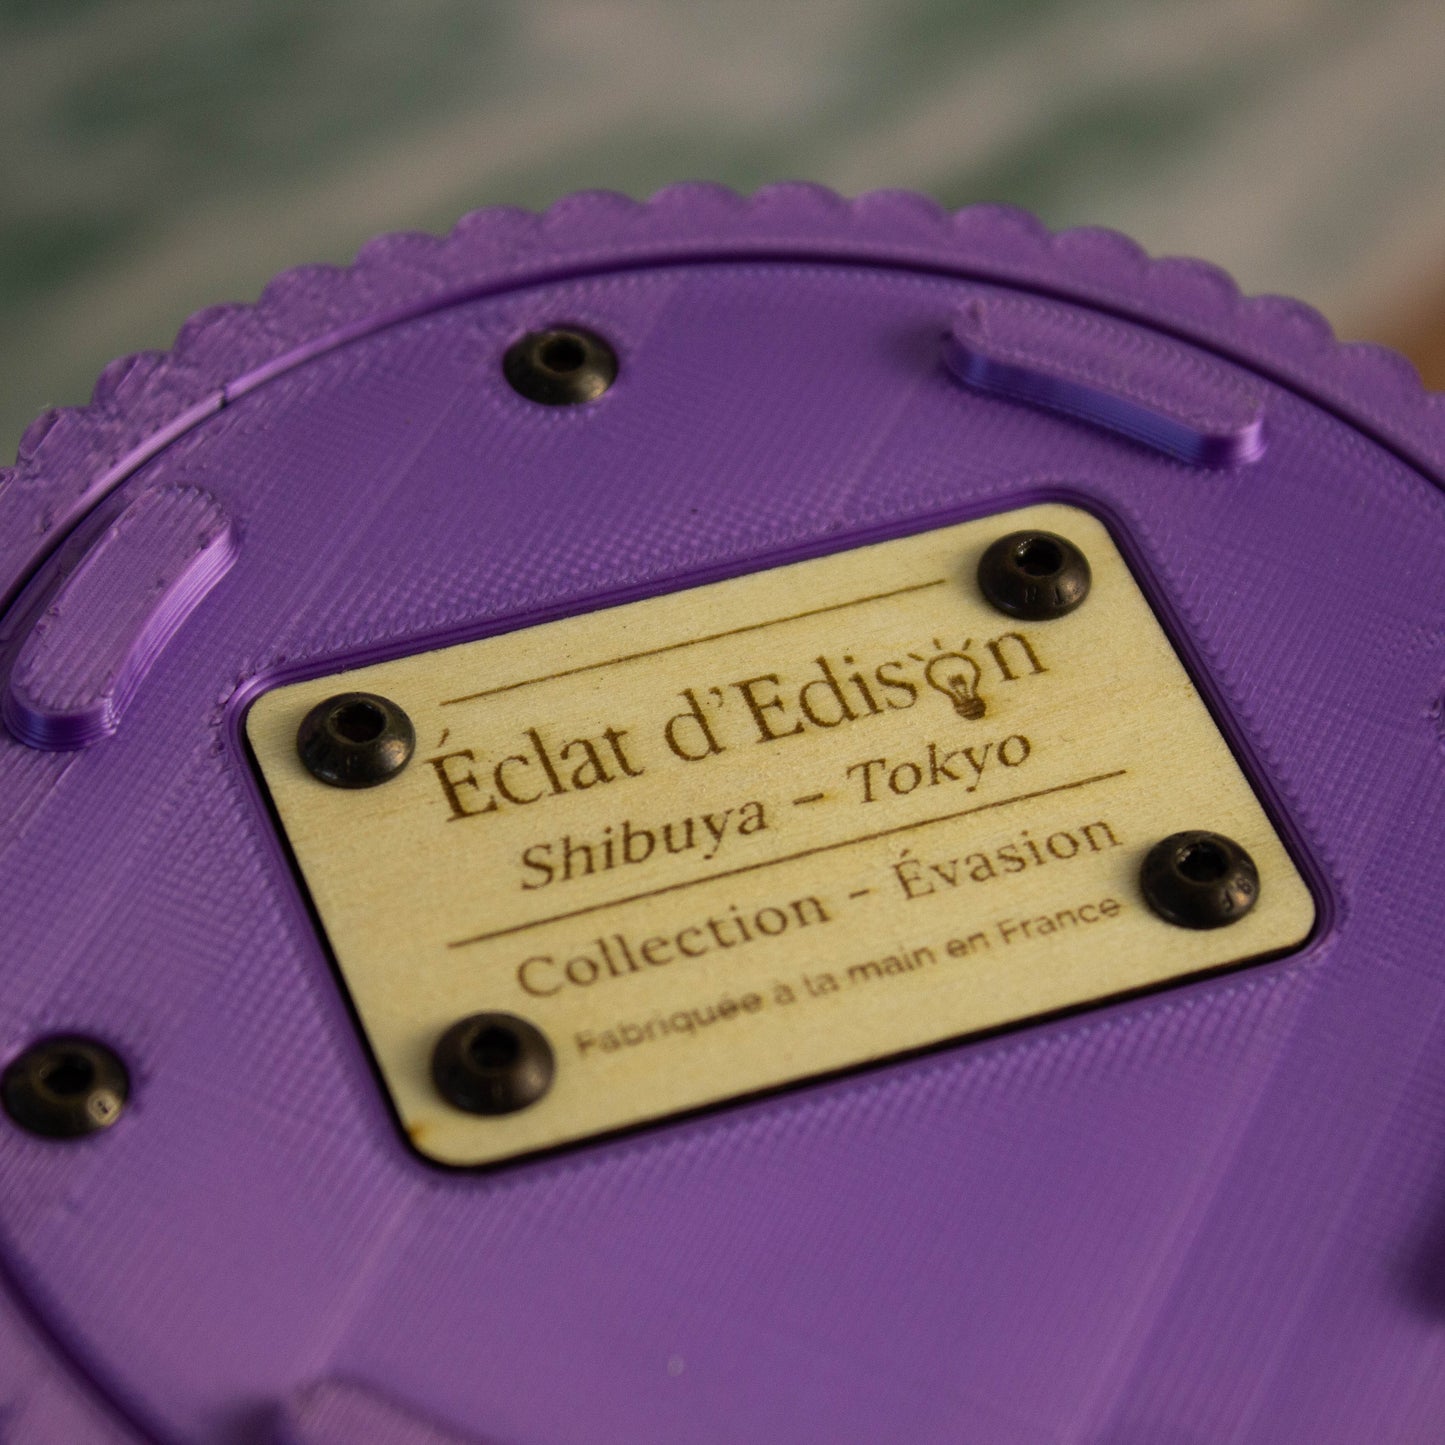 Éclat d'Edison
Shibuya - Tokyo
Collection - Évasion
Fabriquée à la main en France